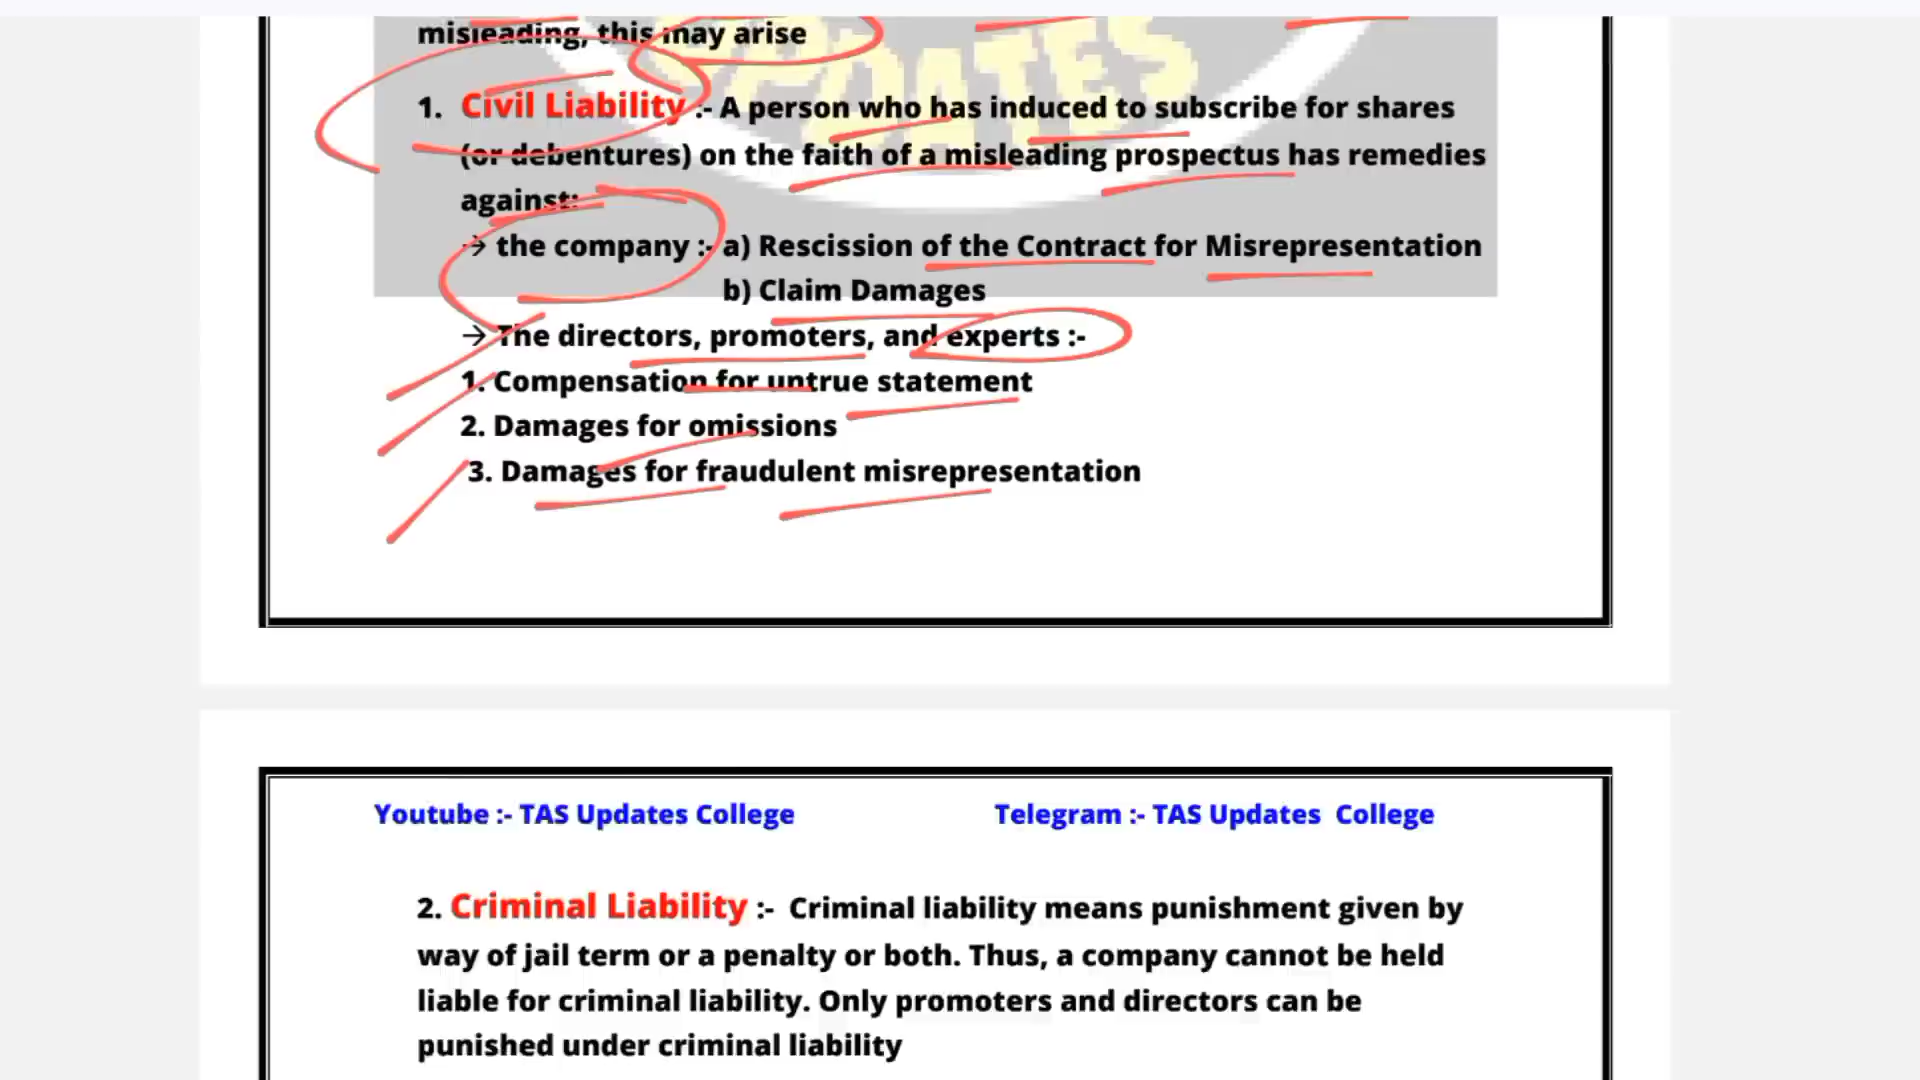 misleading, this may arise
1. Civil Liability :- A person who has induced to subscribe for shares
(or debentures) on the faith of a misleading prospectus has remedies
against:
→ the company :- a) Rescission of the Contract for Misrepresentation
b) Claim Damages
→ The directors, promoters, and experts :-
1. Compensation for untrue statement
2. Damages for omissions
3. Damages for fraudulent misrepresentation
Youtube :- TAS Updates College Telegram :- TAS Updates College
2. Criminal Liability :- Criminal liability means punishment given by
way of jail term or a penalty or both. Thus, a company cannot be held
liable for criminal liability. Only promoters and directors can be
punished under criminal liability
UPDATES